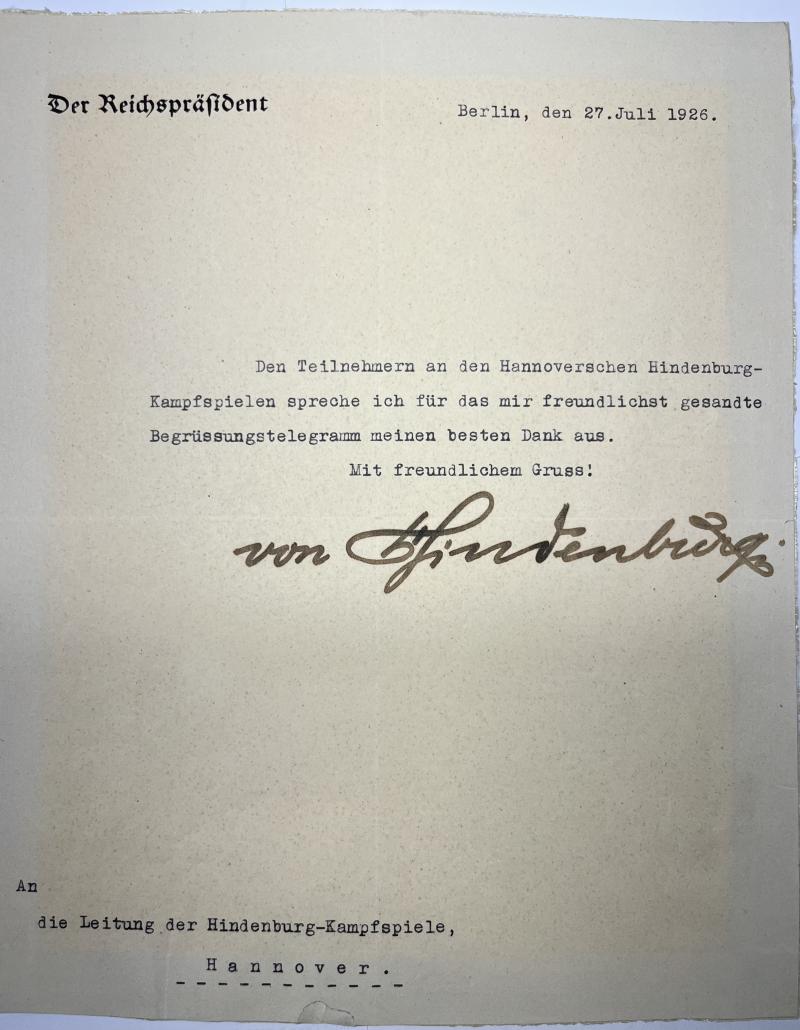 Der Reichspräsident
Berlin, den 27.Juli 1926.
Den Teilnehmern an den Hannoverschen Hindenburg-
Kampfspielen spreche ich für das mir freundlichst gesandte
Begrüssungstelegramm meinen besten Dank aus.
Mit freundlichem Gruss!
von Hindenburg.
An
die Leitung der Hindenburg-Kampfspiele,
H a n n o v e r .